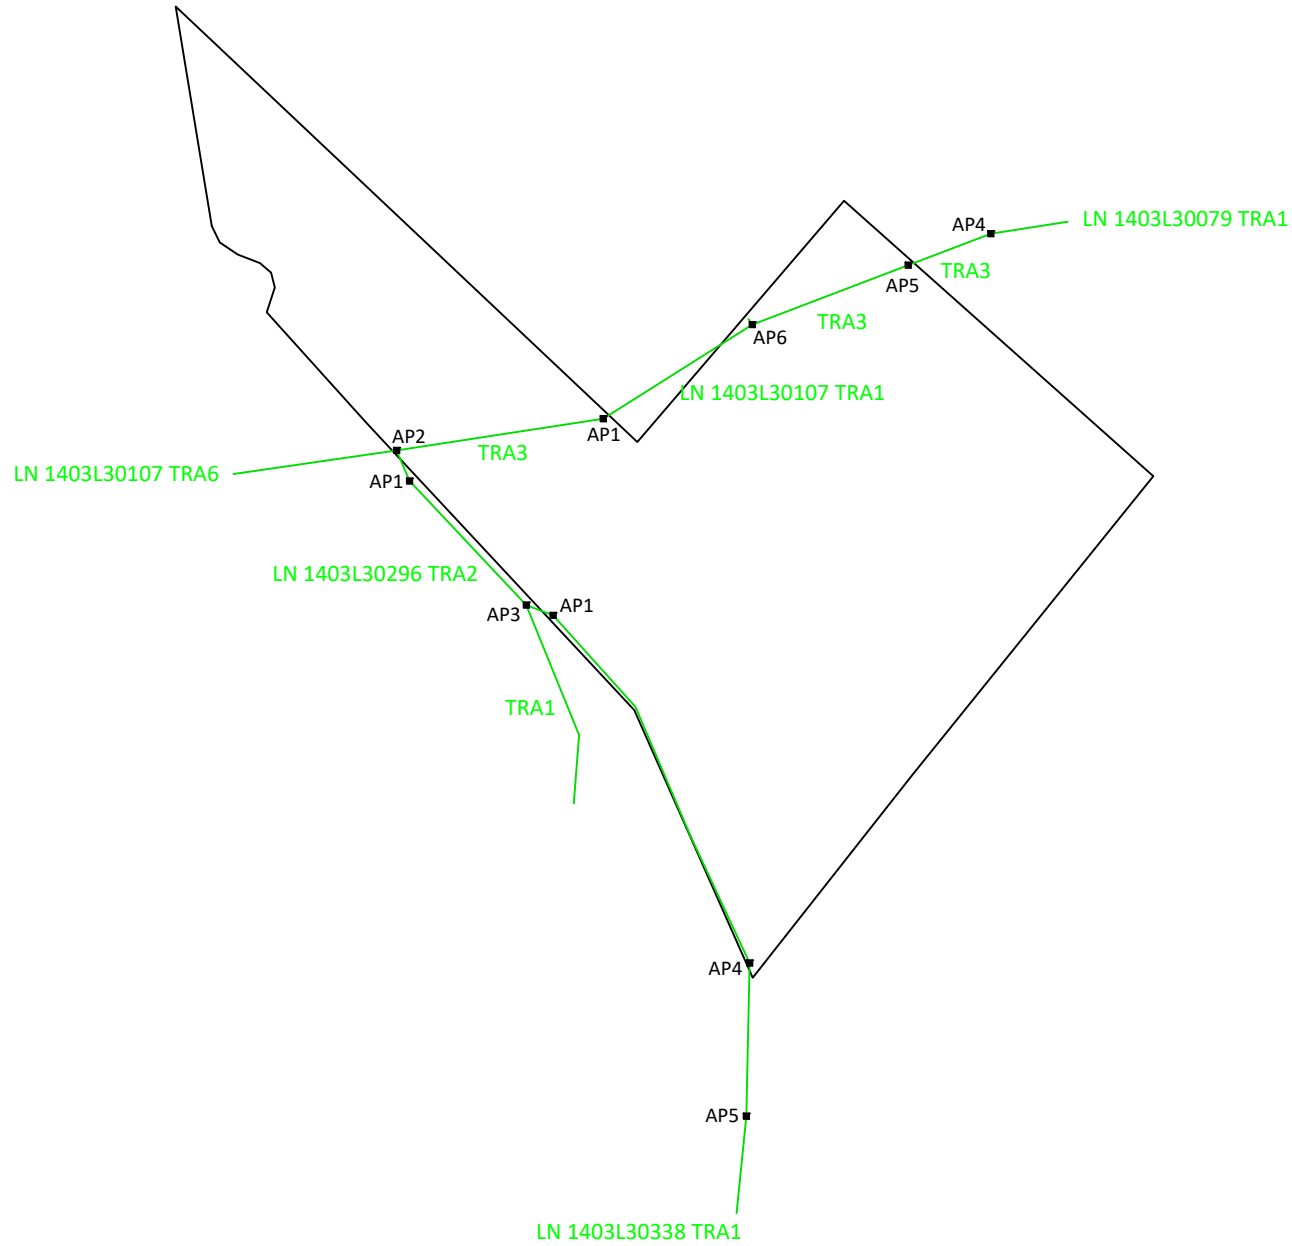 AP4
LN 1403L30079 TRA1
TRA3
AP5
TRA3
AP6
LN 1403L30107 TRA1
AP1
AP2
TRA3
LN 1403L30107 TRA6
AP1
LN 1403L30296 TRA2
AP1
AP3
TRA1
AP4
AP5
LN 1403L30338 TRA1